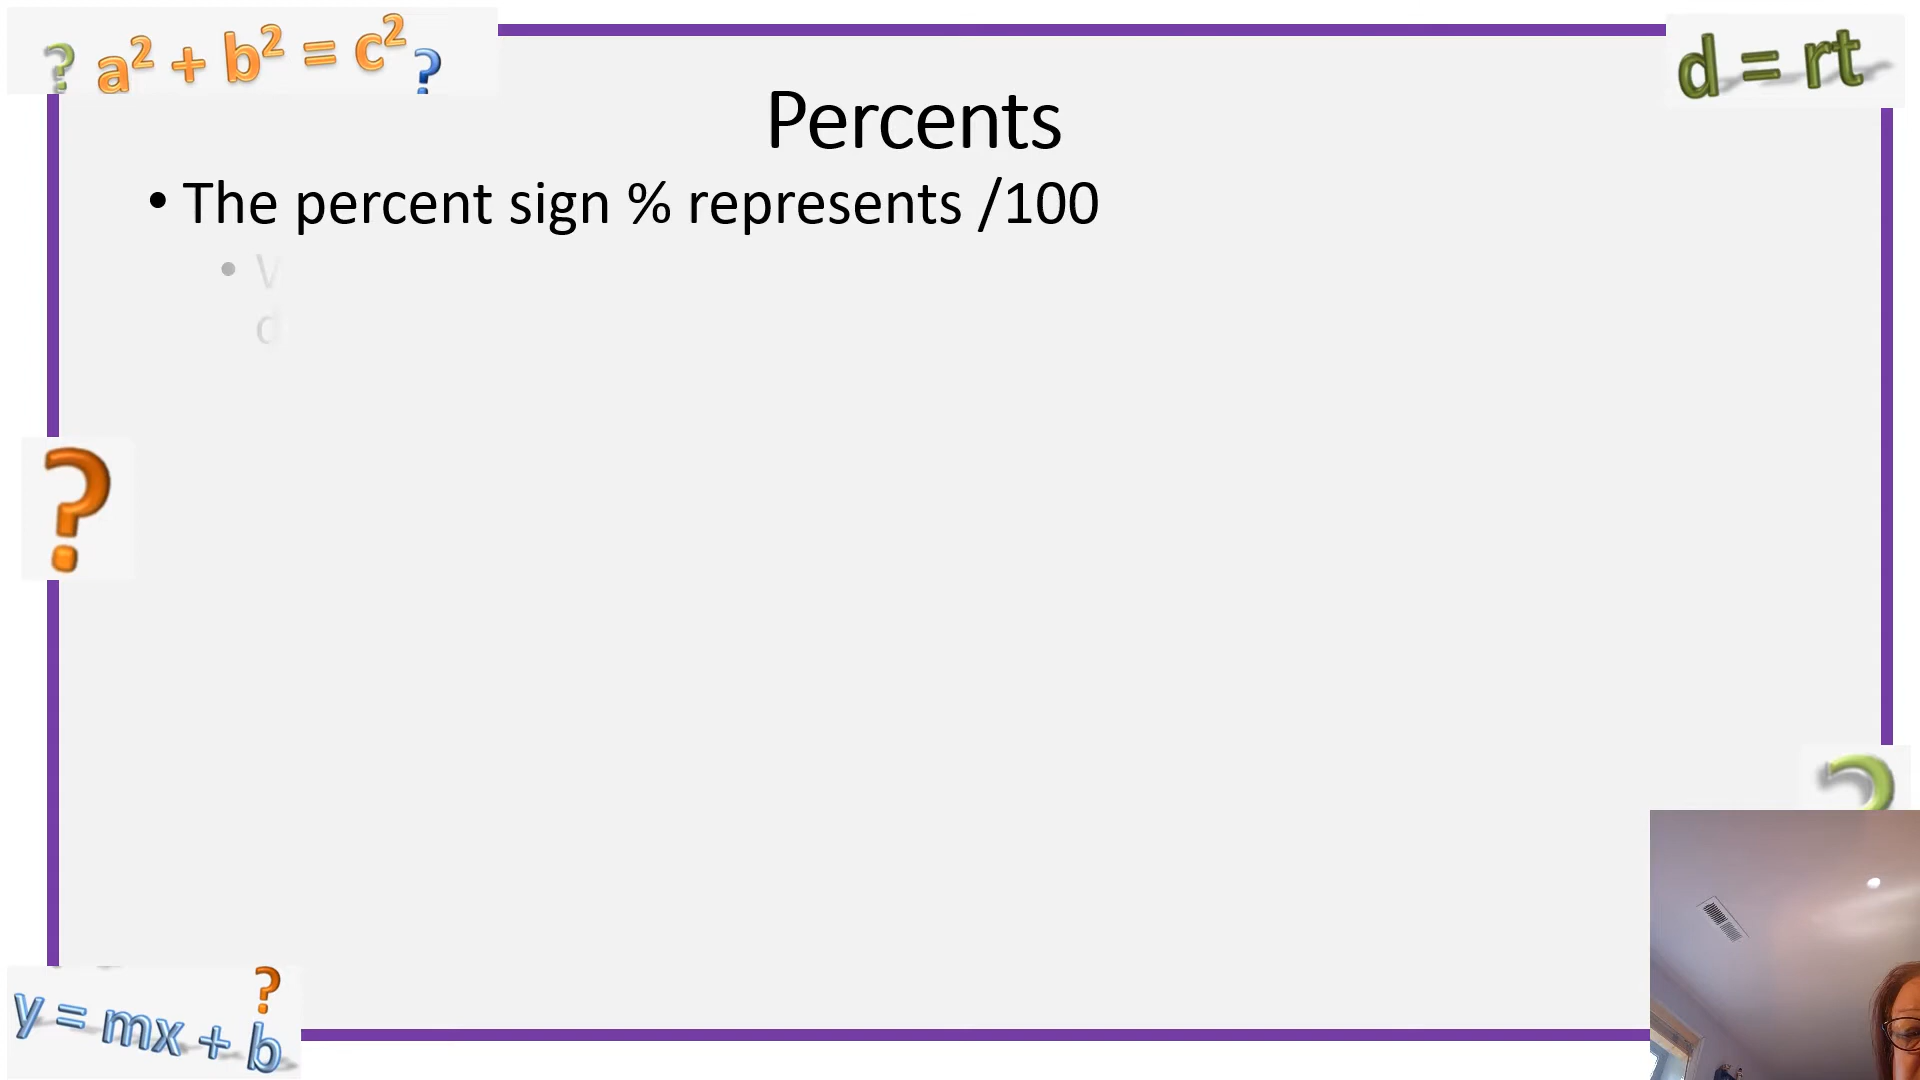 ? a² + b² = c² ?
d = rt
Percents
• The percent sign % represents /100
?
?
?
y = mx + b